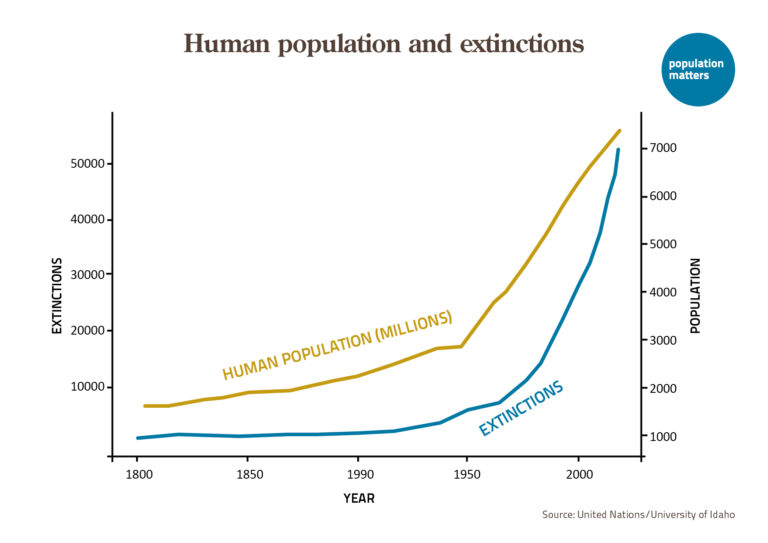 Human population and extinctions
population
matters
50000
40000
30000
20000
10000
EXTINCTIONS
HUMAN POPULATION (MILLIONS)
EXTINCTIONS
7000
6000
5000
4000
3000
2000
1000
POPULATION
1800 1850 1990 1950 2000
YEAR
Source: United Nations/University of Idaho